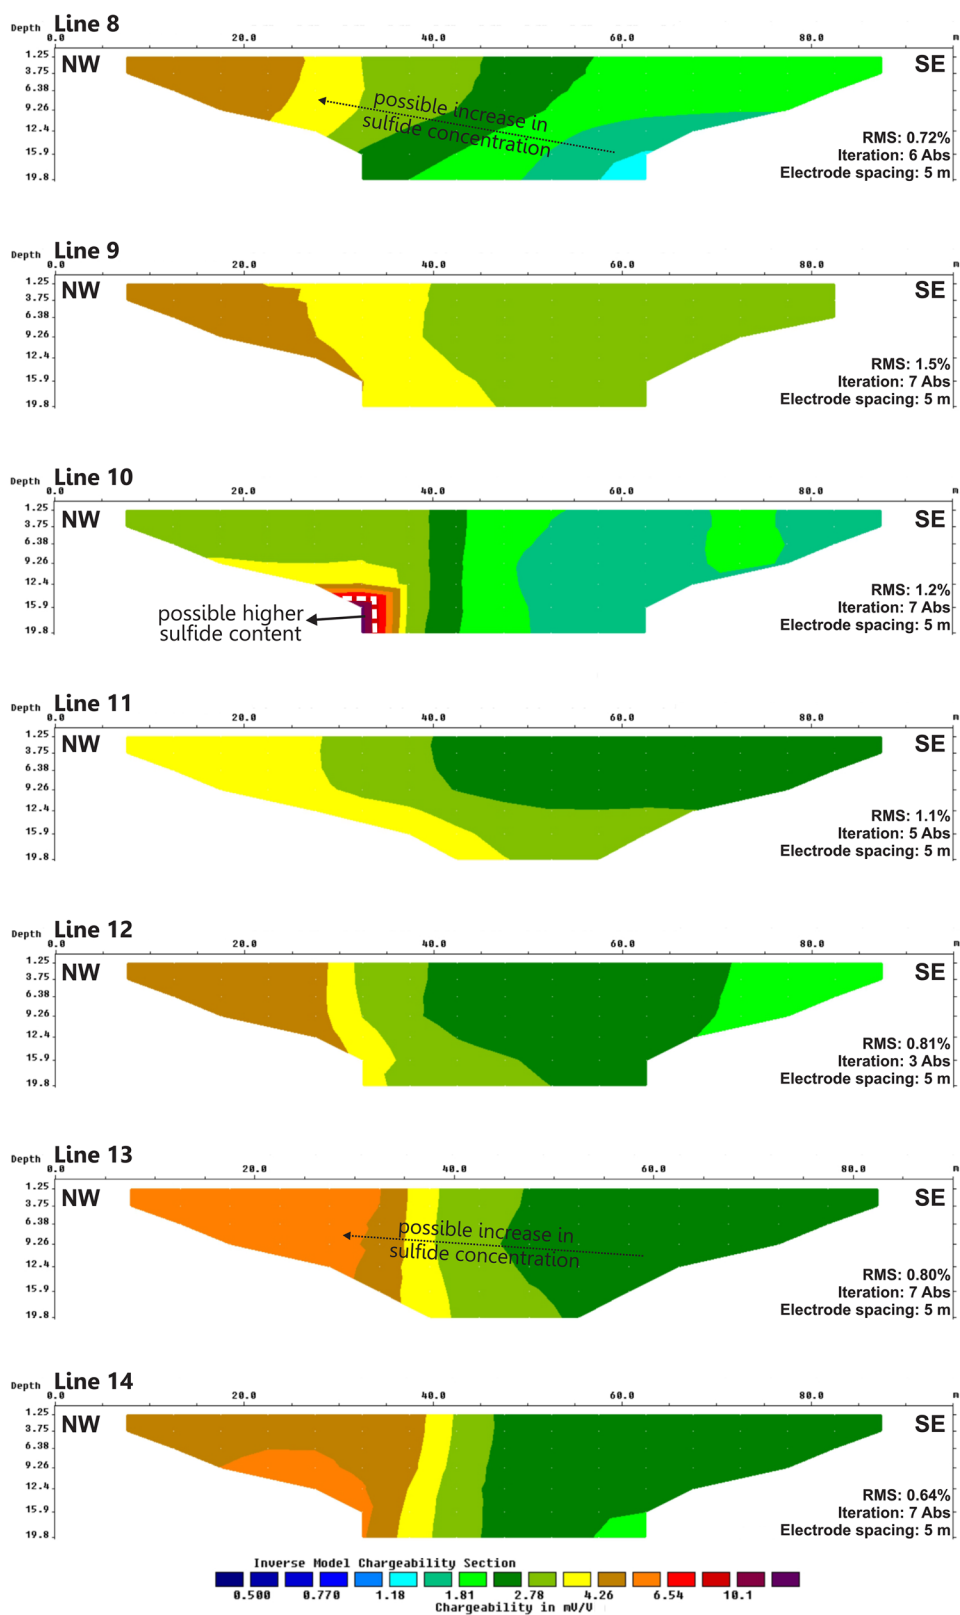 Line 8
Depth 0.0 20.0 40.0 60.0 80.0 m
NW SE
1.25
3.75
6.38
9.26
12.4
15.9
19.8
possible increase in
sulfide concentration
RMS: 0.72%
Iteration: 6 Abs
Electrode spacing: 5 m
Line 9
Depth 0.0 20.0 40.0 60.0 80.0 m
NW SE
1.25
3.75
6.38
9.26
12.4
15.9
19.8
RMS: 1.5%
Iteration: 7 Abs
Electrode spacing: 5 m
Line 10
Depth 0.0 20.0 40.0 60.0 80.0 m
NW SE
1.25
3.75
6.38
9.26
12.4
15.9
19.8
possible higher
sulfide content
RMS: 1.2%
Iteration: 7 Abs
Electrode spacing: 5 m
Line 11
Depth 0.0 20.0 40.0 60.0 80.0 m
NW SE
1.25
3.75
6.38
9.26
12.4
15.9
19.8
RMS: 1.1%
Iteration: 5 Abs
Electrode spacing: 5 m
Line 12
Depth 0.0 20.0 40.0 60.0 80.0 m
NW SE
1.25
3.75
6.38
9.26
12.4
15.9
19.8
RMS: 0.81%
Iteration: 3 Abs
Electrode spacing: 5 m
Line 13
Depth 0.0 20.0 40.0 60.0 80.0 m
NW SE
1.25
3.75
6.38
9.26
12.4
15.9
19.8
possible increase in
sulfide concentration
RMS: 0.80%
Iteration: 7 Abs
Electrode spacing: 5 m
Line 14
Depth 0.0 20.0 40.0 60.0 80.0 m
NW SE
1.25
3.75
6.38
9.26
12.4
15.9
19.8
RMS: 0.64%
Iteration: 7 Abs
Electrode spacing: 5 m
Inverse Model Chargeability Section
0.500 0.770 1.18 1.81 2.78 4.26 6.54 10.1
Chargeability in mV/V